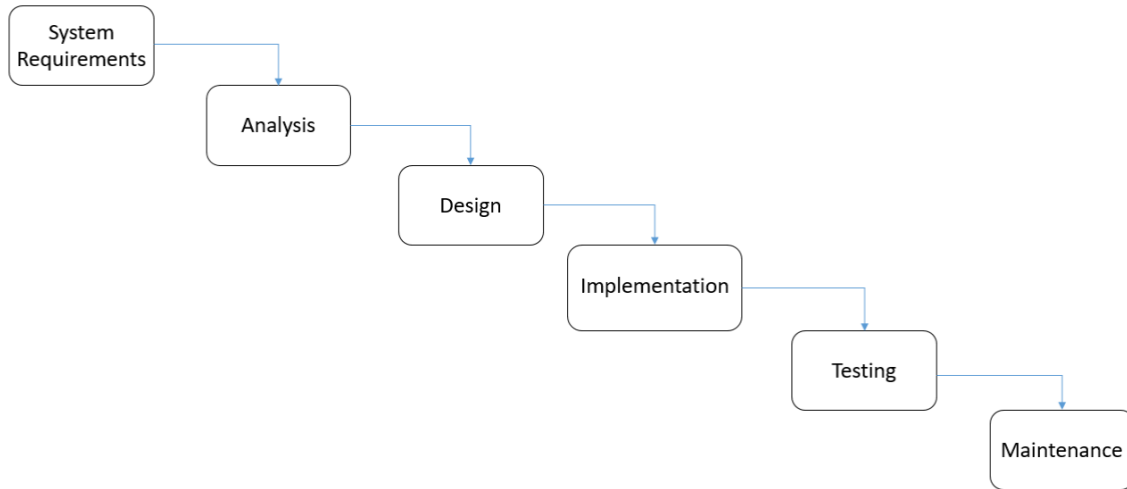 System
Requirements
Analysis
Design
Implementation
Testing
Maintenance